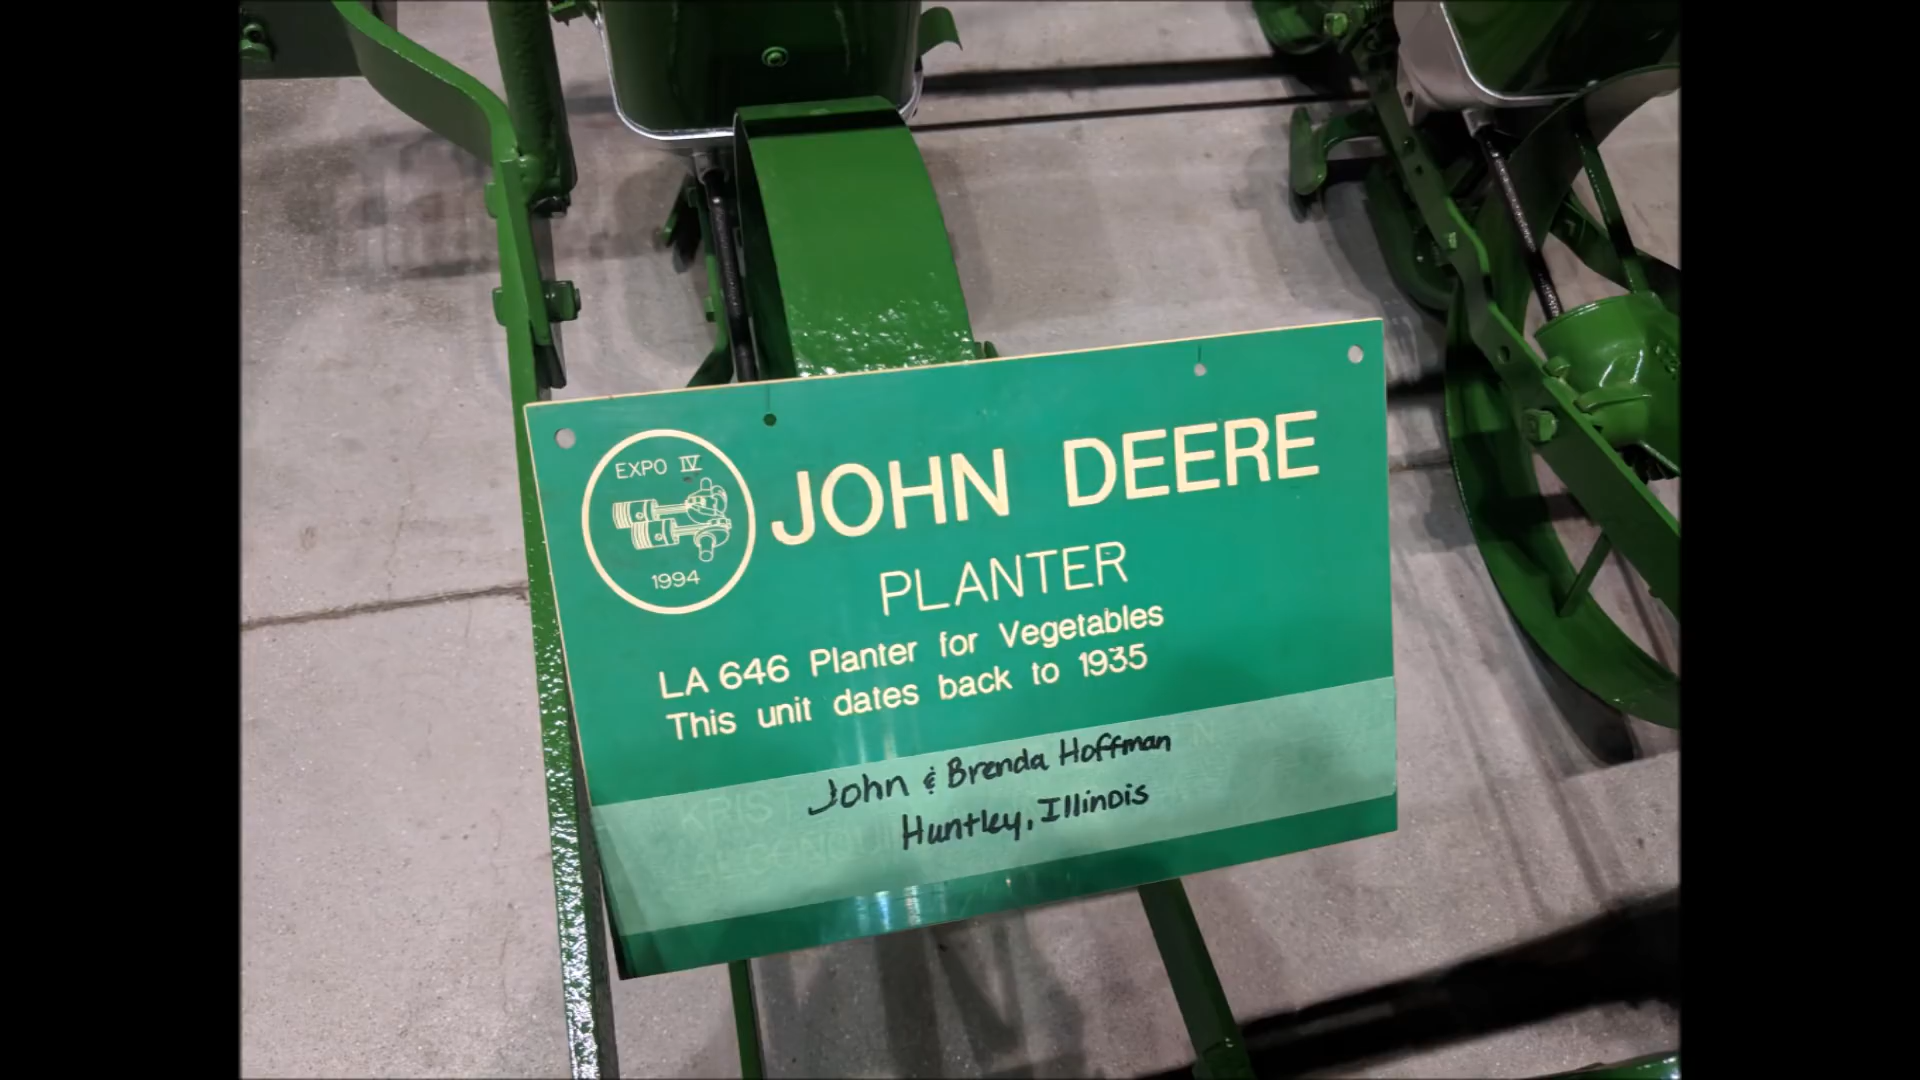 EXPO IV
1994
JOHN DEERE
PLANTER
LA 646 Planter for Vegetables
This unit dates back to 1935
John & Brenda Hoffman
Huntley, Illinois